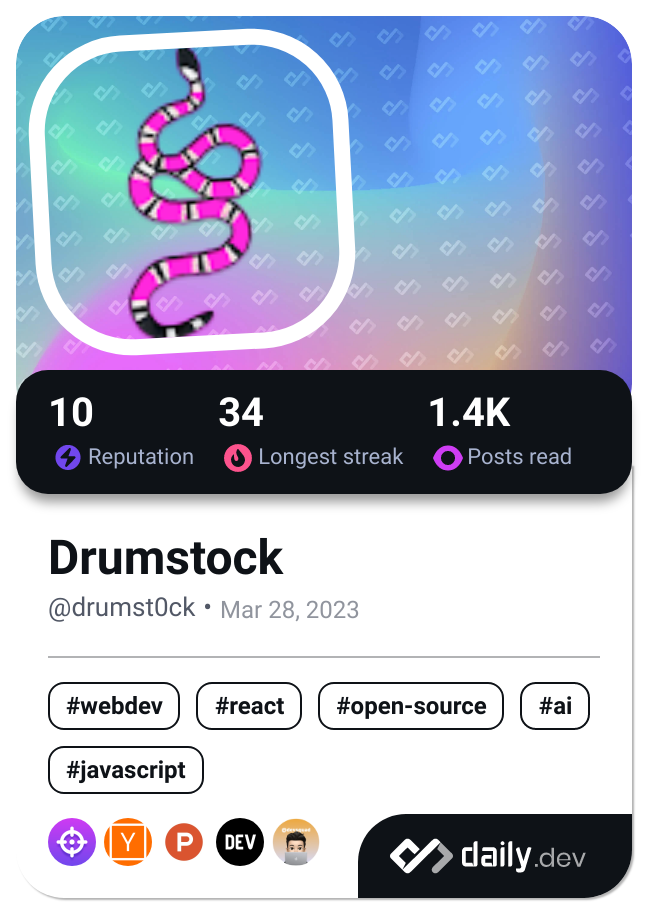 10 34 1.4K
Reputation Longest streak Posts read
Drumstock
@drumst0ck • Mar 28, 2023
#webdev #react #open-source #ai
#javascript
Y P DEV
daily.dev